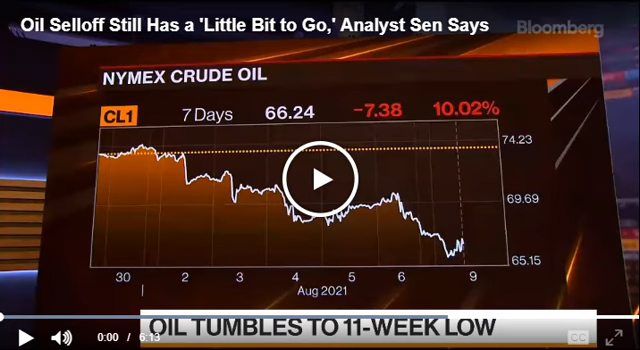 Oil Selloff Still Has a 'Little Bit to Go,' Analyst Sen Says
Bloomberg
NYMEX CRUDE OIL
CL1 7 Days 66.24 -7.38 10.02%
74.23
69.69
65.15
30 2 3 4 5 6 9
Aug 2021
OIL TUMBLES TO 11-WEEK LOW
0:00 / 6:13
CC